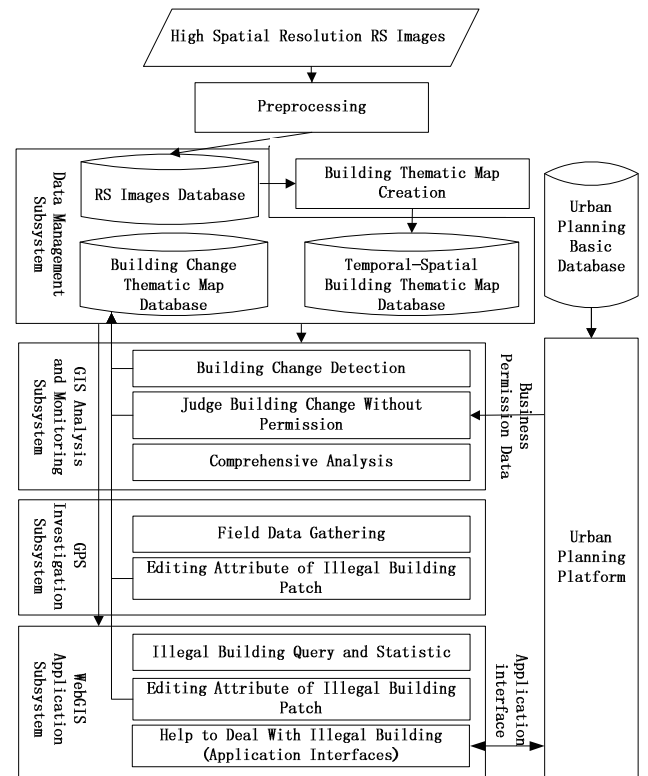 High Spatial Resolution RS Images
Preprocessing
Data Management
Subsystem
RS Images Database
Building Thematic Map
Creation
Building Change
Thematic Map
Database
Temporal-Spatial
Building Thematic Map
Database
Urban
Planning
Basic
Database
GIS Analysis
and Monitoring
Subsystem
Building Change Detection
Judge Building Change Without
Permission
Comprehensive Analysis
Business
Permission Data
GPS
Investigation
Subsystem
Field Data Gathering
Editing Attribute of Illegal Building
Patch
Urban
Planning
Platform
WebGIS
Application
Subsystem
Illegal Building Query and Statistic
Editing Attribute of Illegal Building
Patch
Help to Deal With Illegal Building
(Application Interfaces)
Application
interface